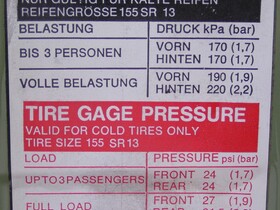 NUR GÜLTIG FÜR KALTE REIFEN
REIFENGRÖSSE 155 SR 13
BELASTUNG DRUCK kPa (bar)
BIS 3 PERSONEN VORN 170 (1,7)
HINTEN 170 (1,7)
VOLLE BELASTUNG VORN 190 (1,9)
HINTEN 220 (2,2)
TIRE GAGE PRESSURE
VALID FOR COLD TIRES ONLY
TIRE SIZE 155 SR13
LOAD PRESSURE psi (bar)
UPTO3PASSENGERS FRONT 24 (1,7)
REAR 24 (1,7)
FULL LOAD FRONT 27 (1,9)